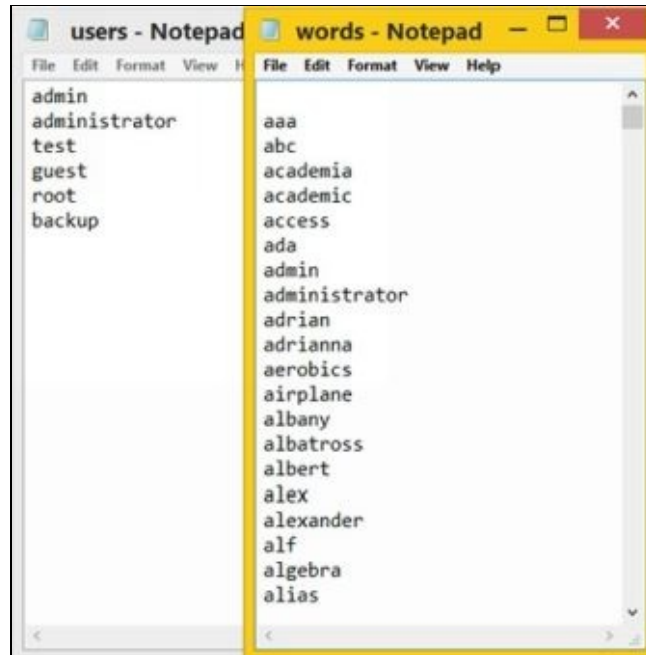 users - Notepad
File Edit Format View H
admin
administrator
test
guest
root
backup
words - Notepad
File Edit Format View Help
aaa
abc
academia
academic
access
ada
admin
administrator
adrian
adrianna
aerobics
airplane
albany
albatross
albert
alex
alexander
alf
algebra
alias